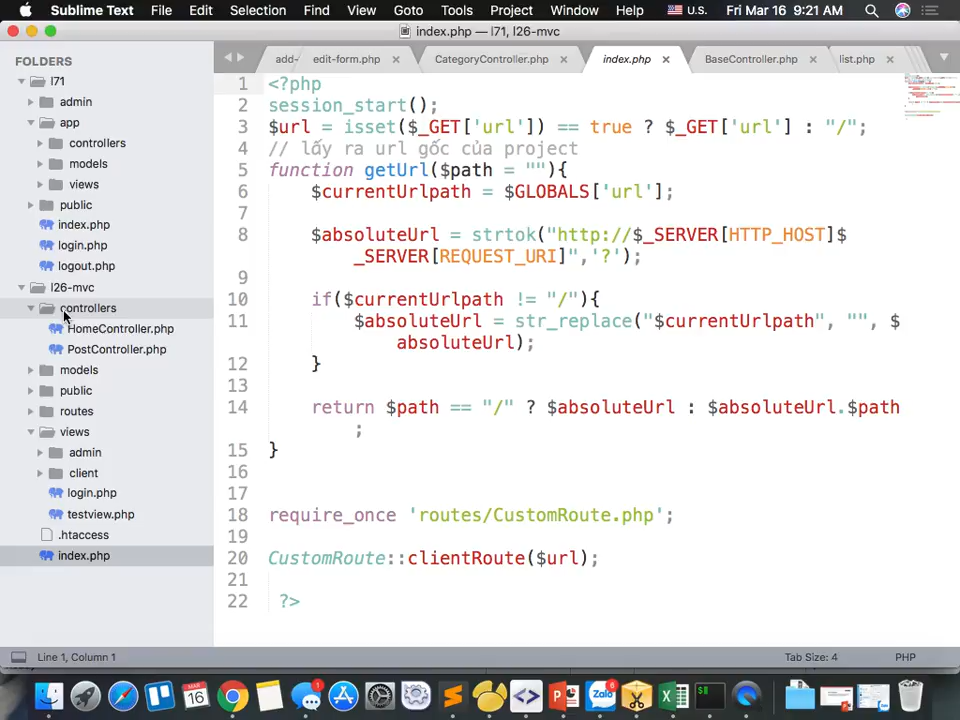 Sublime Text File Edit Selection Find View Goto Tools Project Window Help U.S. Fri Mar 16 9:21 AM
index.php — l71, l26-mvc
FOLDERS
l71
admin
app
controllers
models
views
public
index.php
login.php
logout.php
l26-mvc
controllers
HomeController.php
PostController.php
models
public
routes
views
admin
client
login.php
testview.php
.htaccess
index.php
add- edit-form.php × CategoryController.php × index.php × BaseController.php × list.php ×
1 <?php
2 session_start();
3 $url = isset($_GET['url']) == true ? $_GET['url'] : "/";
4 // lấy ra url gốc của project
5 function getUrl($path = ""){
6 $currentUrlpath = $GLOBALS['url'];
7
8 $absoluteUrl = strtok("http://$_SERVER[HTTP_HOST]$
_SERVER[REQUEST_URI]",'?');
9
10 if($currentUrlpath != "/"){
11 $absoluteUrl = str_replace("$currentUrlpath", "", $
absoluteUrl);
12 }
13
14 return $path == "/" ? $absoluteUrl : $absoluteUrl.$path
;
15 }
16
17
18 require_once 'routes/CustomRoute.php';
19
20 CustomRoute::clientRoute($url);
21
22 ?>
Line 1, Column 1 Tab Size: 4 PHP
MAR
16
1
Zalo
6